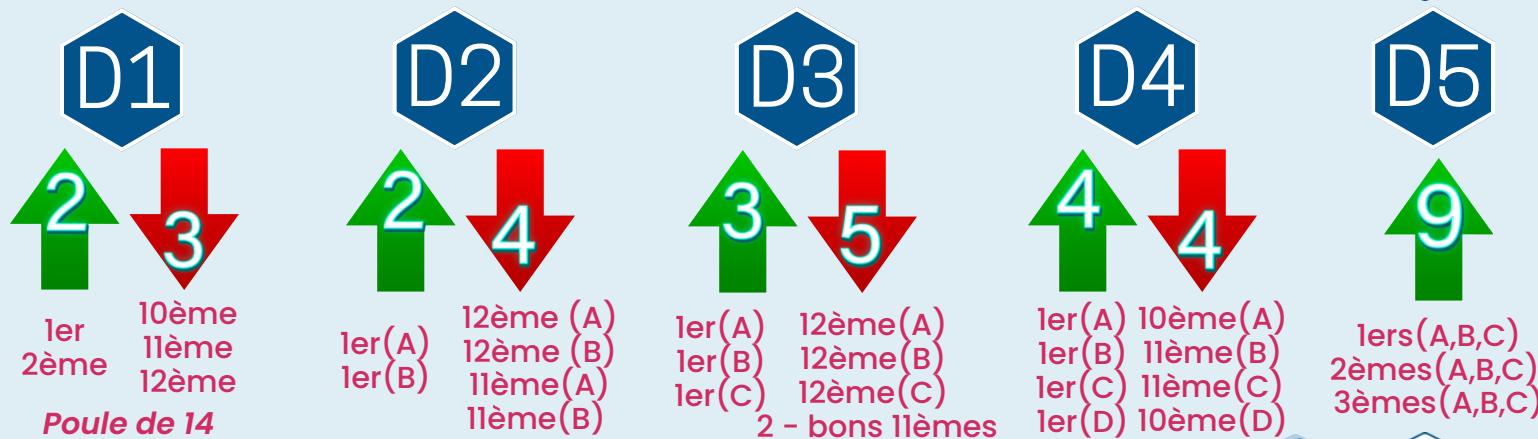 D1
2
3
1er
2ème
10ème
11ème
12ème
Poule de 14
D2
2
4
1er(A)
1er(B)
12ème (A)
12ème (B)
11ème(A)
11ème(B)
D3
3
5
1er(A)
1er(B)
1er(C)
12ème(A)
12ème(B)
12ème(C)
2 - bons 11èmes
D4
4
4
1er(A)
1er(B)
1er(C)
1er(D)
10ème(A)
11ème(B)
11ème(C)
10ème(D)
D5
9
1ers(A,B,C)
2èmes(A,B,C)
3èmes(A,B,C)